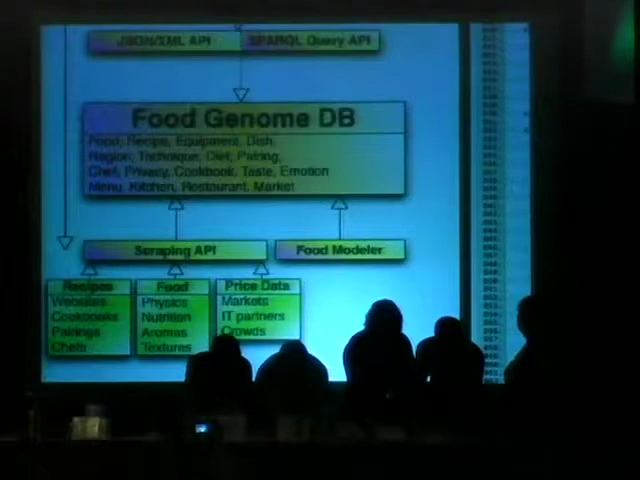 JSON/XML API
SPARQL Query API
Food Genome DB
Food, Recipe, Equipment, Dish,
Region, Technique, Diet, Pairing,
Chef, Privacy, Cookbook, Taste, Emotion
Menu, Kitchen, Restaurant, Market
Scraping API
Food Modeler
Recipes
Websites
Cookbooks
Pairings
Chefs
Food
Physics
Nutrition
Aromas
Textures
Price Data
Markets
IT partners
Crowds